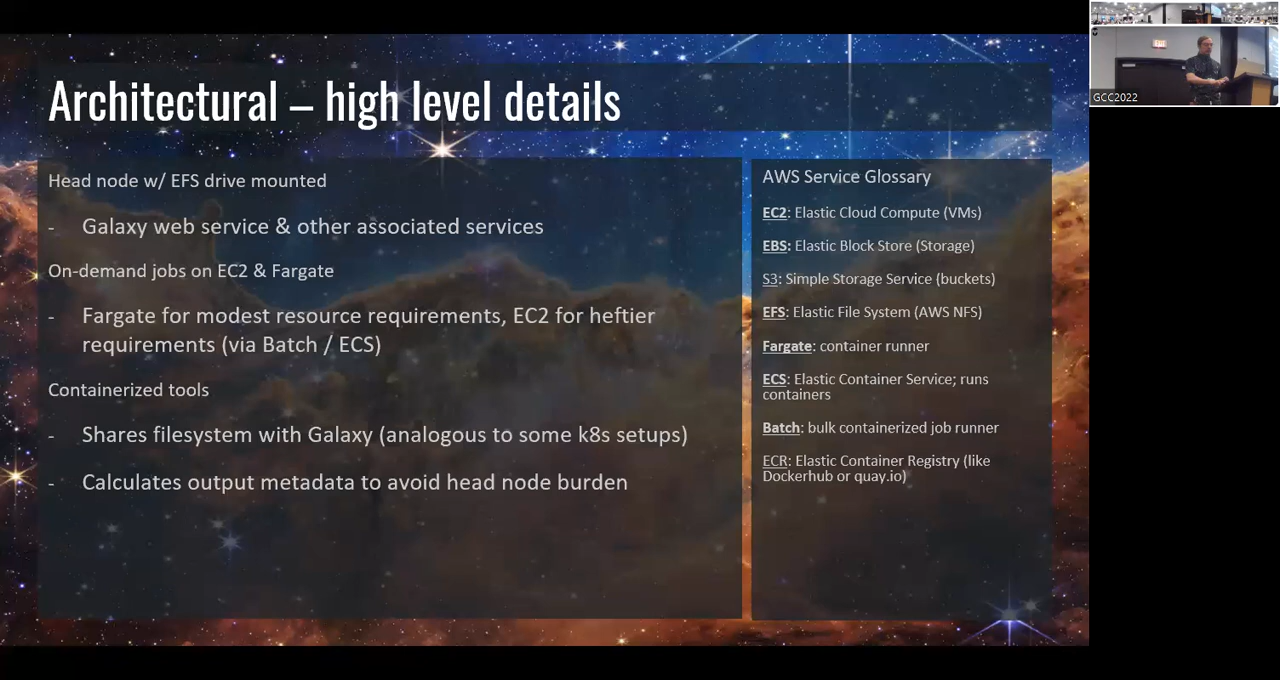 Architectural – high level details
Head node w/ EFS drive mounted
- Galaxy web service & other associated services
On-demand jobs on EC2 & Fargate
- Fargate for modest resource requirements, EC2 for heftier
requirements (via Batch / ECS)
Containerized tools
- Shares filesystem with Galaxy (analogous to some k8s setups)
- Calculates output metadata to avoid head node burden
AWS Service Glossary
EC2: Elastic Cloud Compute (VMs)
EBS: Elastic Block Store (Storage)
S3: Simple Storage Service (buckets)
EFS: Elastic File System (AWS NFS)
Fargate: container runner
ECS: Elastic Container Service; runs
containers
Batch: bulk containerized job runner
ECR: Elastic Container Registry (like
Dockerhub or quay.io)
EXIT
GCC2022